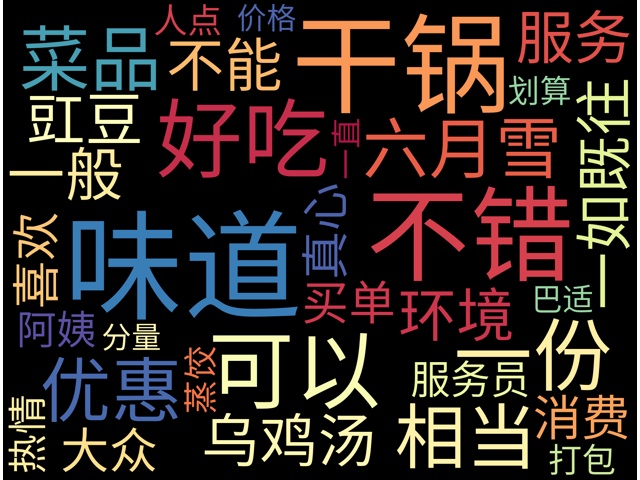 人点
价格
菜品
不能
干锅
服务
划算
豇豆
好吃
一直
六月雪
一如既往
一般
喜欢
味道
真心
不错
阿姨
分量
买单
环境
巴适
优惠
蒸饺
可以
一份
服务员
热情
大众
乌鸡汤
相当
消费
打包